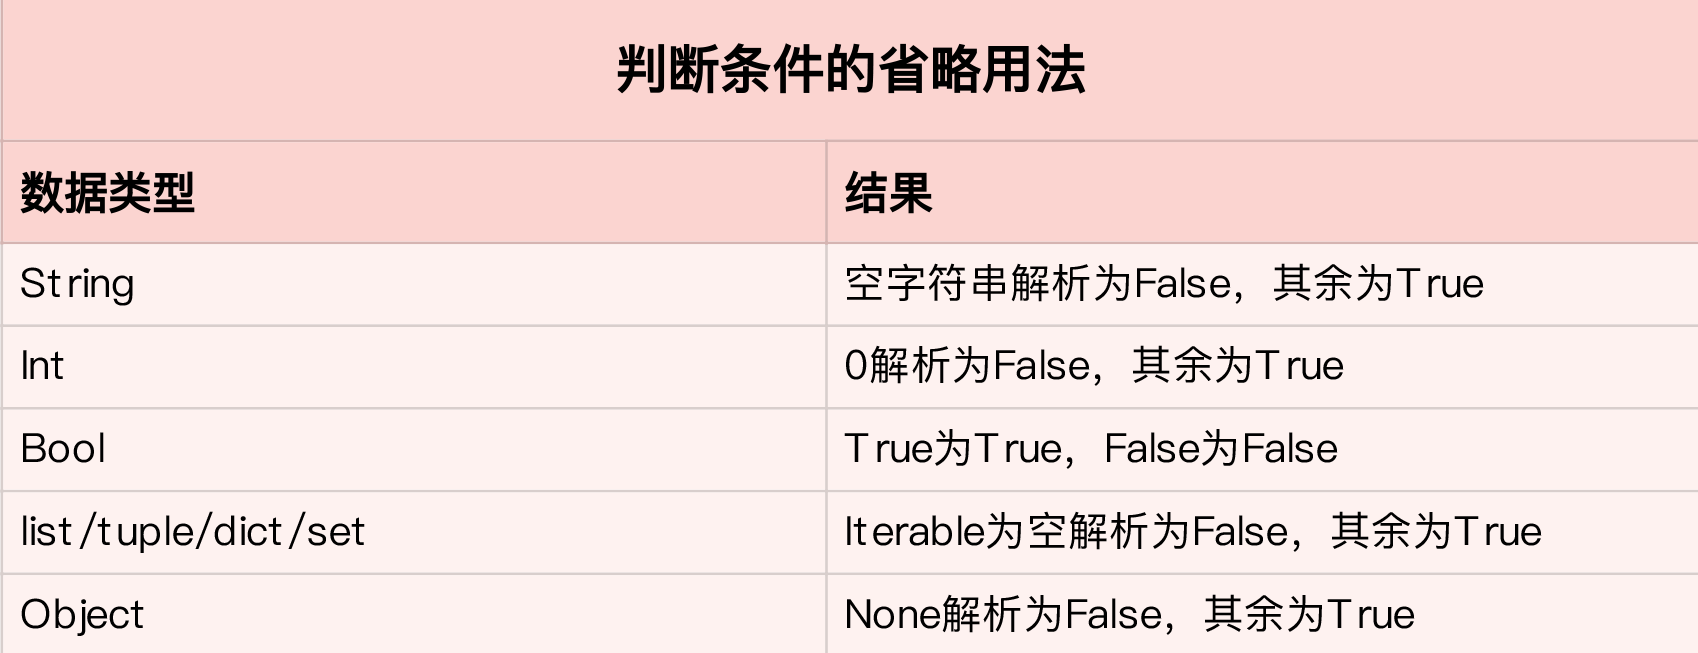 判断条件的省略用法
数据类型
结果
String
空字符串解析为False，其余为True
Int
0解析为False，其余为True
Bool
True为True，False为False
list/tuple/dict/set
Iterable为空解析为False，其余为True
Object
None解析为False，其余为True